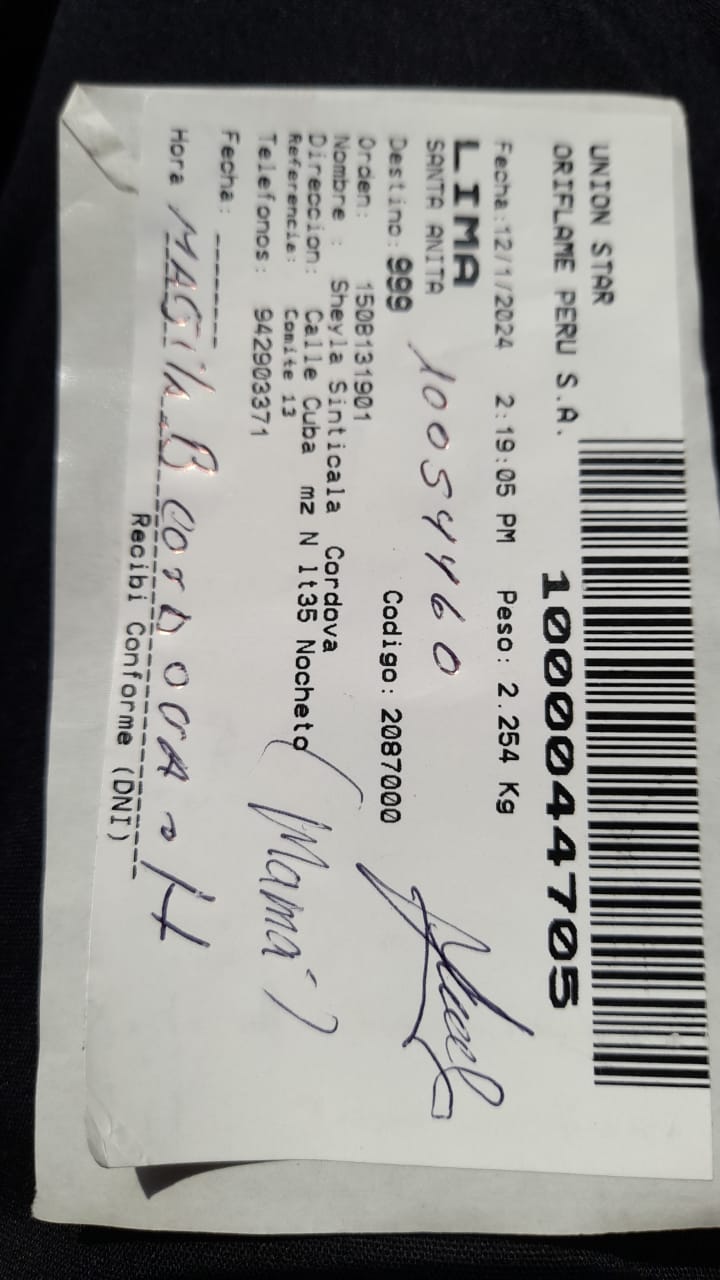 UNION STAR
ORIFLAME PERU S.A.
1000044705
Fecha:12/1/2024 2:19:05 PM Peso: 2.254 Kg
LIMA
SANTA ANITA
10054460
Destino: 999 Codigo: 2087000
Orden: 1508131901
Nombre : Sheyla Sinticala Cordova
Direccion: Calle Cuba mz N lt35 Nocheto
Referencia: Comite 13
(Mamá)
Telefonos: 942903371
Fecha: --------
Hora
Recibi Conforme (DNI)